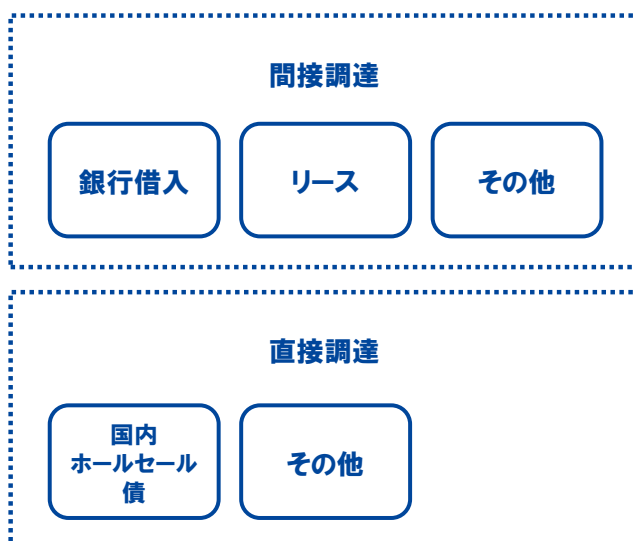 間接調達
銀行借入
リース
その他
直接調達
国内
ホールセール
債
その他